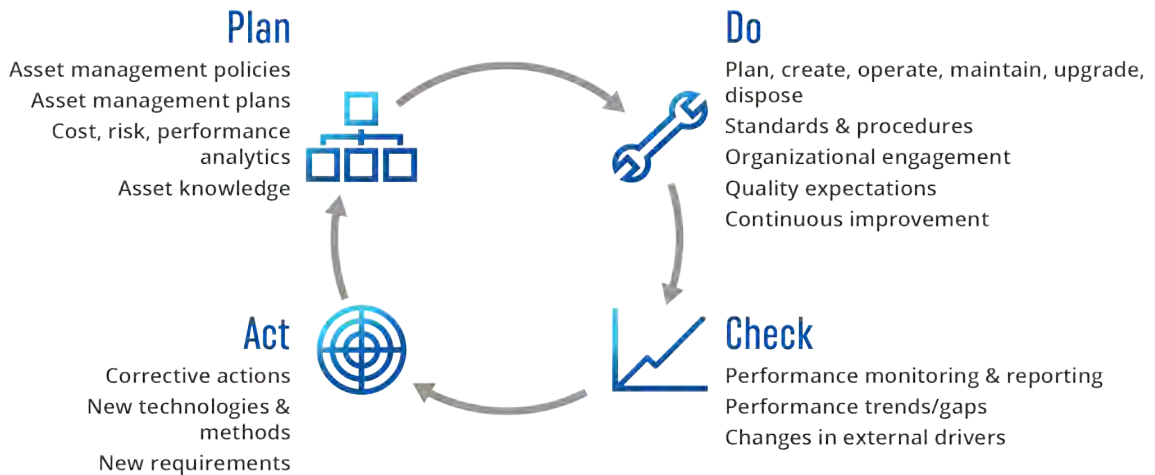 Plan
Asset management policies
Asset management plans
Cost, risk, performance
analytics
Asset knowledge
Do
Plan, create, operate, maintain, upgrade,
dispose
Standards & procedures
Organizational engagement
Quality expectations
Continuous improvement
Check
Performance monitoring & reporting
Performance trends/gaps
Changes in external drivers
Act
Corrective actions
New technologies &
methods
New requirements